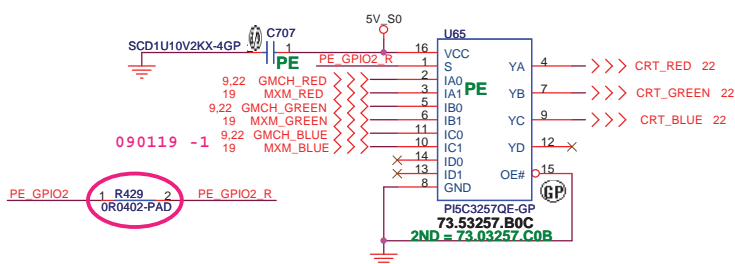 5V_S0
C707
SCD1U10V2KX-4GP
1
PE
U65
PE_GPIO2_R
16 VCC
1 S
9,22 GMCH_RED 2 IA0 YA 4 CRT_RED 22
19 MXM_RED 3 IA1 PE
9,22 GMCH_GREEN 5 IB0 YB 7 CRT_GREEN 22
19 MXM_GREEN 6 IB1
9,22 GMCH_BLUE 11 IC0 YC 9 CRT_BLUE 22
19 MXM_BLUE 10 IC1
090119 -1
14 ID0 YD 12
13 ID1 OE# 15
8 GND
GP
PE_GPIO2 1 R429 2 PE_GPIO2_R
0R0402-PAD
PI5C3257QE-GP
73.53257.B0C
2ND = 73.03257.C0B